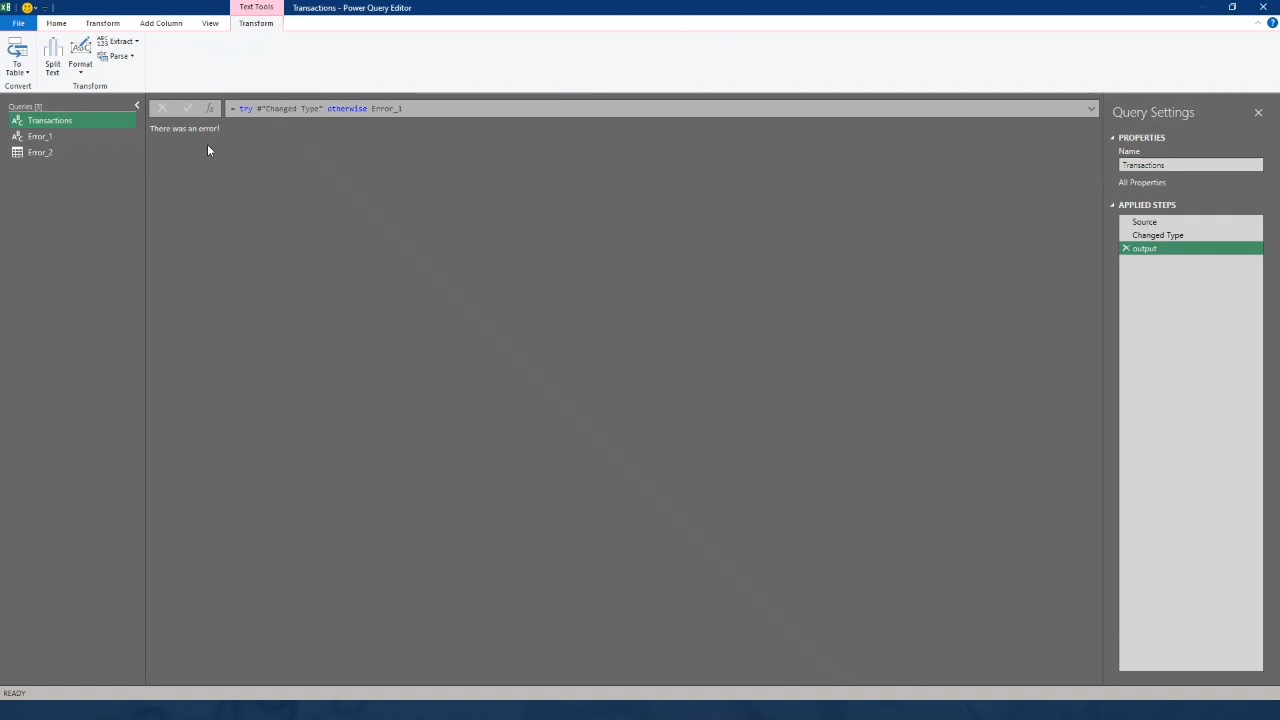 Text Tools
Transactions - Power Query Editor
File Home Transform Add Column View Transform
To Table
Split Text
Format
Extract
Parse
Convert
Transform
Queries [3]
Transactions
Error_1
Error_2
= try #"Changed Type" otherwise Error_1
There was an error!
Query Settings
PROPERTIES
Name
Transactions
All Properties
APPLIED STEPS
Source
Changed Type
output
READY